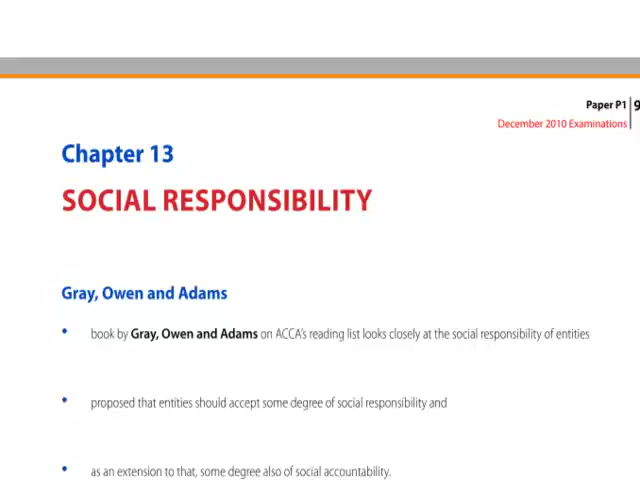 Paper P1 9
December 2010 Examinations
Chapter 13
SOCIAL RESPONSIBILITY
Gray, Owen and Adams
• book by Gray, Owen and Adams on ACCA's reading list looks closely at the social responsibility of entities
• proposed that entities should accept some degree of social responsibility and
• as an extension to that, some degree also of social accountability.